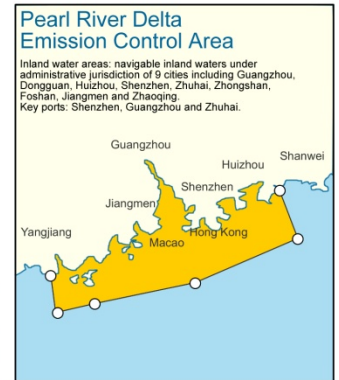 Pearl River Delta
Emission Control Area
Inland water areas: navigable inland waters under
administrative jurisdiction of 9 cities including Guangzhou,
Dongguan, Huizhou, Shenzhen, Zhuhai, Zhongshan,
Foshan, Jiangmen and Zhaoqing.
Key ports: Shenzhen, Guangzhou and Zhuhai.
Guangzhou
Shanwei
Huizhou
Shenzhen
Jiangmen
Yangjiang
Hong Kong
Macao